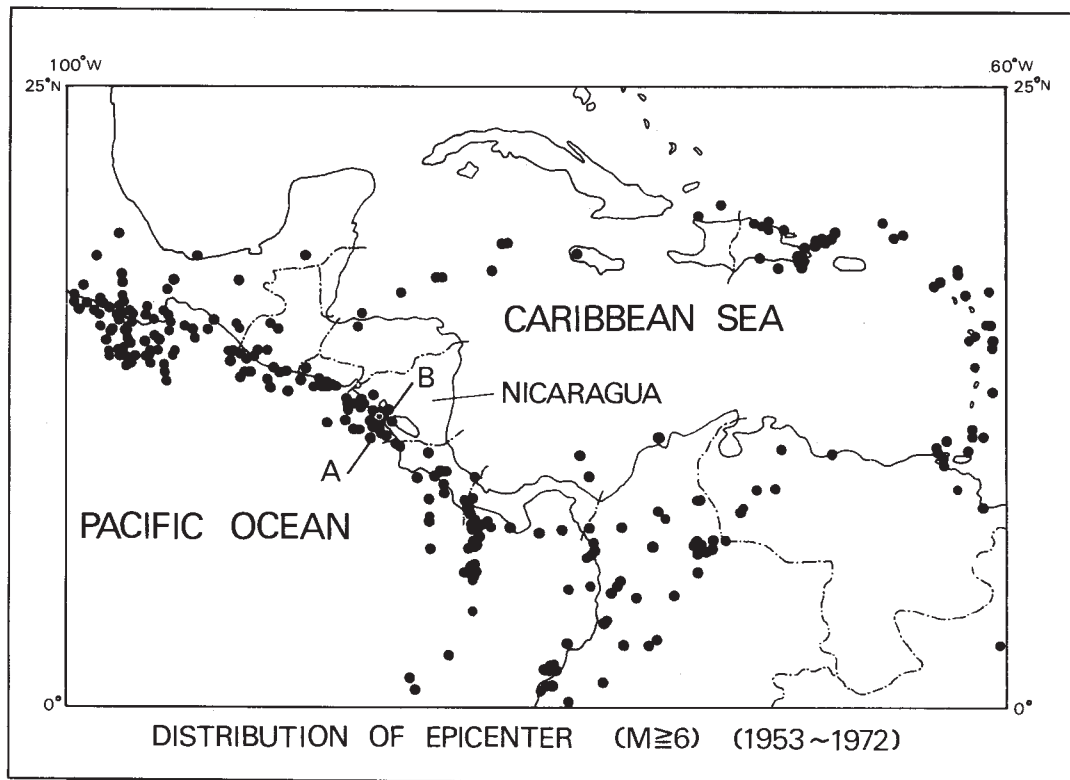 100°W
60°W
25°N
25°N
CARIBBEAN SEA
B
NICARAGUA
A
PACIFIC OCEAN
0°
0°
DISTRIBUTION OF EPICENTER (M≧6) (1953~1972)